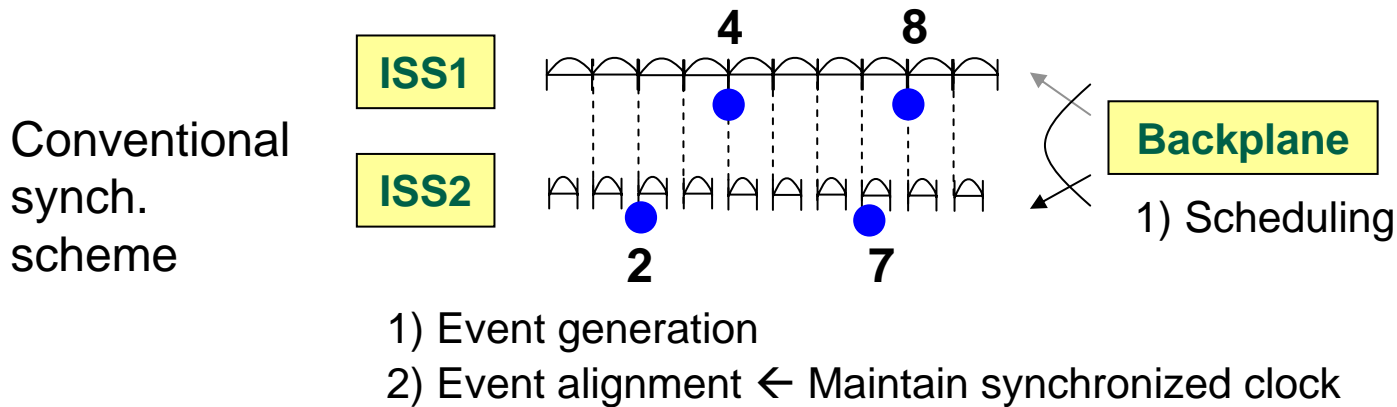 4 8
ISS1
Conventional
synch.
scheme
ISS2
Backplane
1) Scheduling
2 7
1) Event generation
2) Event alignment ← Maintain synchronized clock